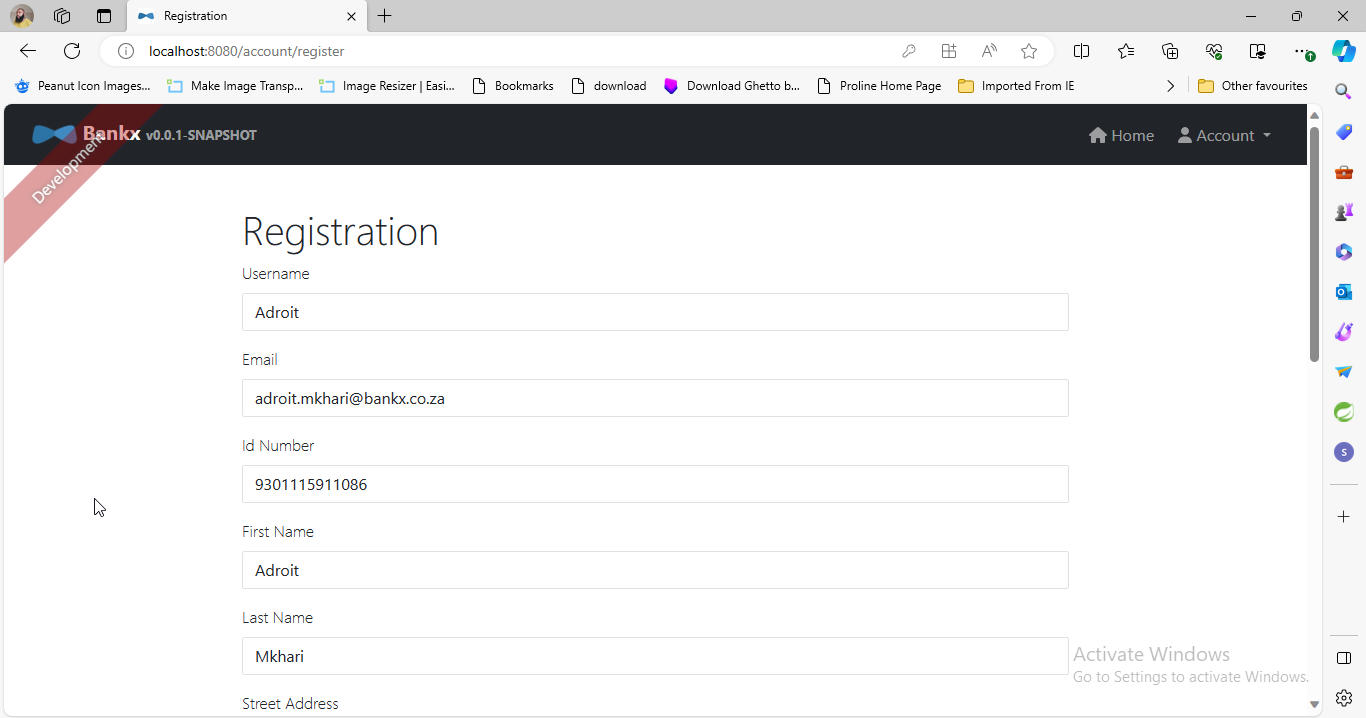 Registration
localhost:8080/account/register
Peanut Icon Images...
Make Image Transp...
Image Resizer | Easi...
Bookmarks
download
Download Ghetto b...
Proline Home Page
Imported From IE
Other favourites
Bankx v0.0.1-SNAPSHOT
Home
Account
Development
Registration
Username
Adroit
Email
adroit.mkhari@bankx.co.za
Id Number
9301115911086
First Name
Adroit
Last Name
Mkhari
Street Address
Activate Windows
Go to Settings to activate Windows.
S